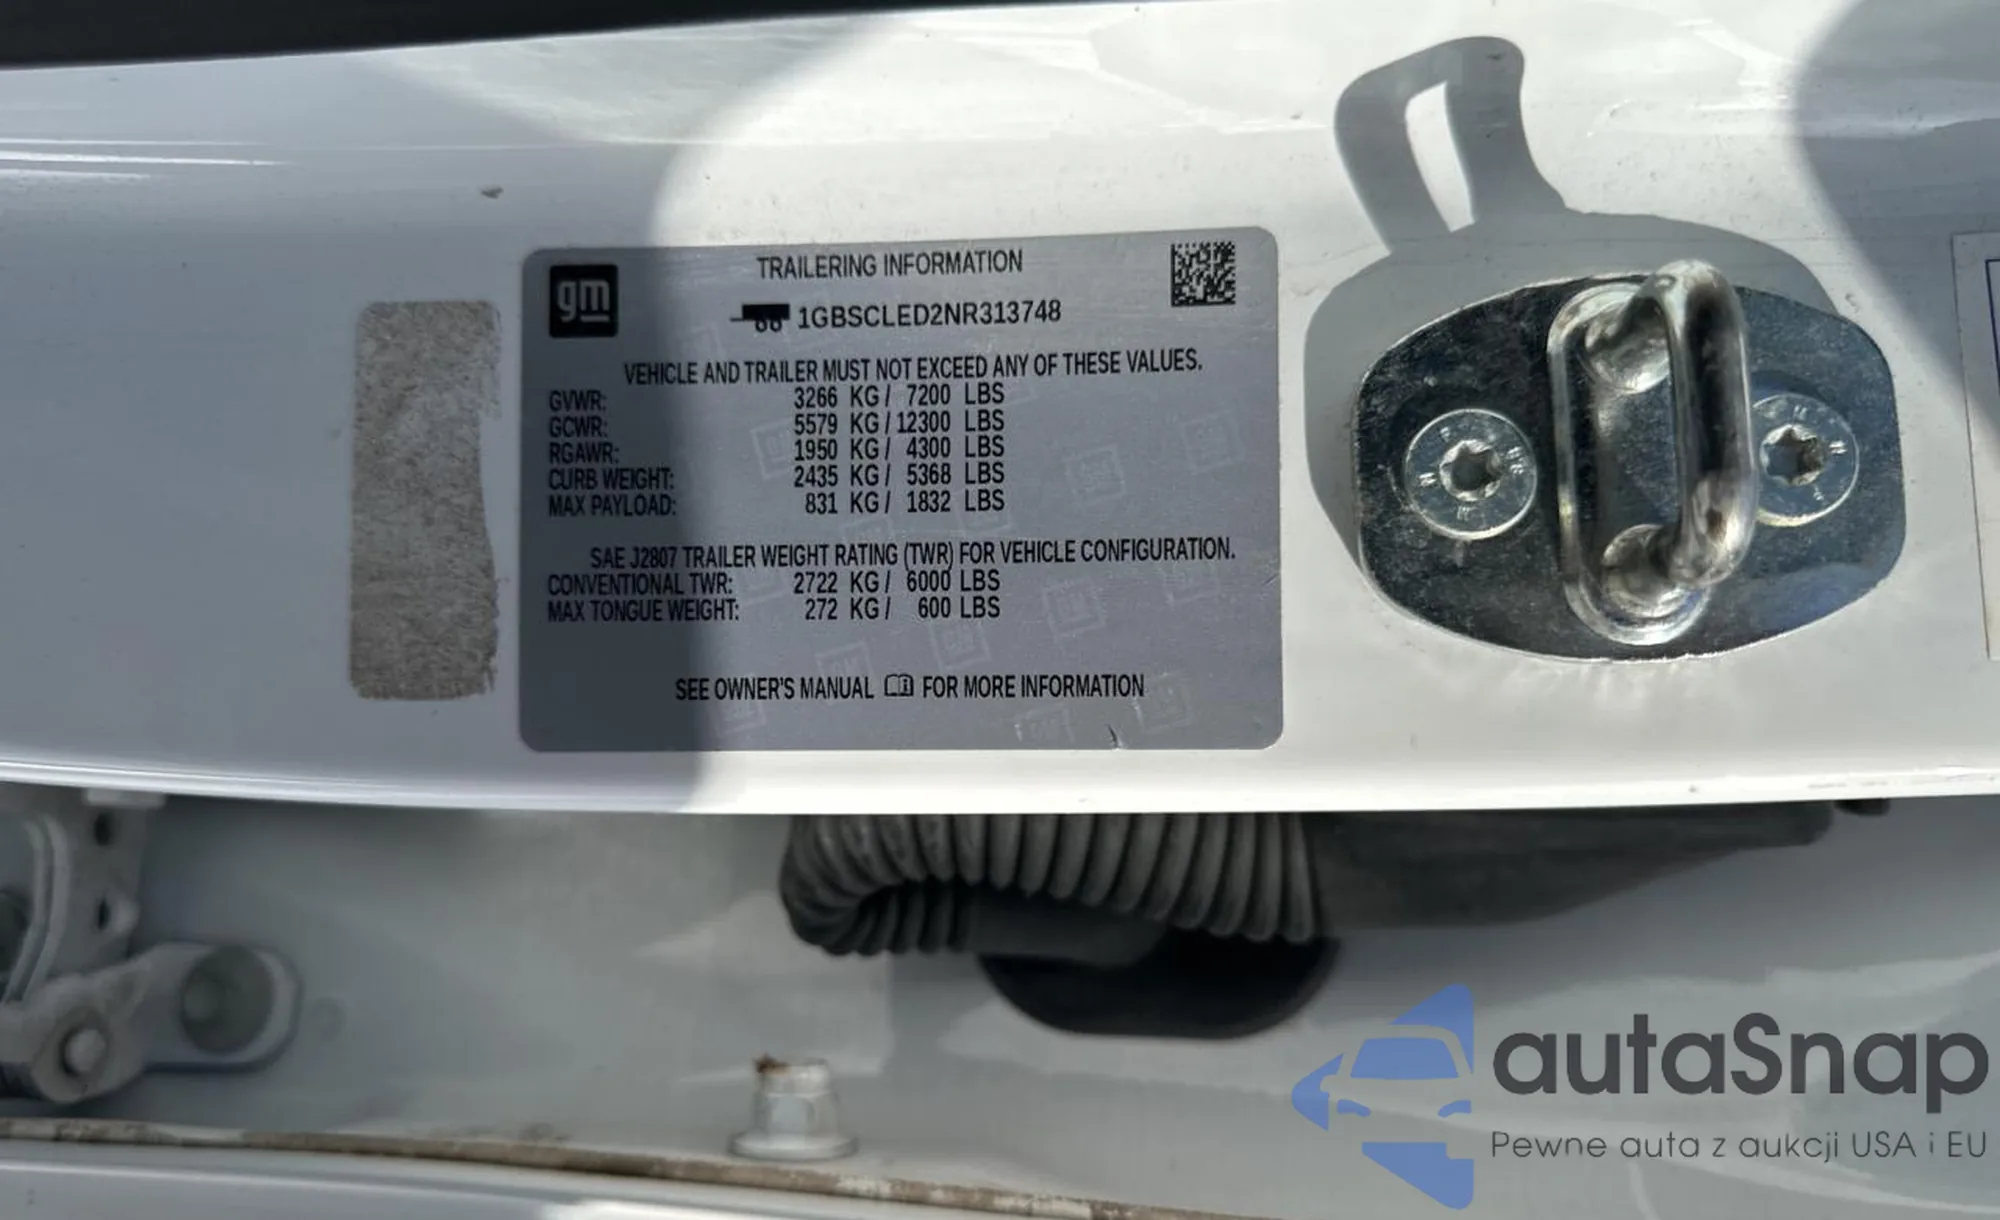 gm
TRAILERING INFORMATION
1GBSCLED2NR313748
VEHICLE AND TRAILER MUST NOT EXCEED ANY OF THESE VALUES.
GVWR: 3266 KG / 7200 LBS
GCWR: 5579 KG / 12300 LBS
RGAWR: 1950 KG / 4300 LBS
CURB WEIGHT: 2435 KG / 5368 LBS
MAX PAYLOAD: 831 KG / 1832 LBS
SAE J2807 TRAILER WEIGHT RATING (TWR) FOR VEHICLE CONFIGURATION.
CONVENTIONAL TWR: 2722 KG / 6000 LBS
MAX TONGUE WEIGHT: 272 KG / 600 LBS
SEE OWNER'S MANUAL FOR MORE INFORMATION
autaSnap
Pewne auta z aukcji USA i EU